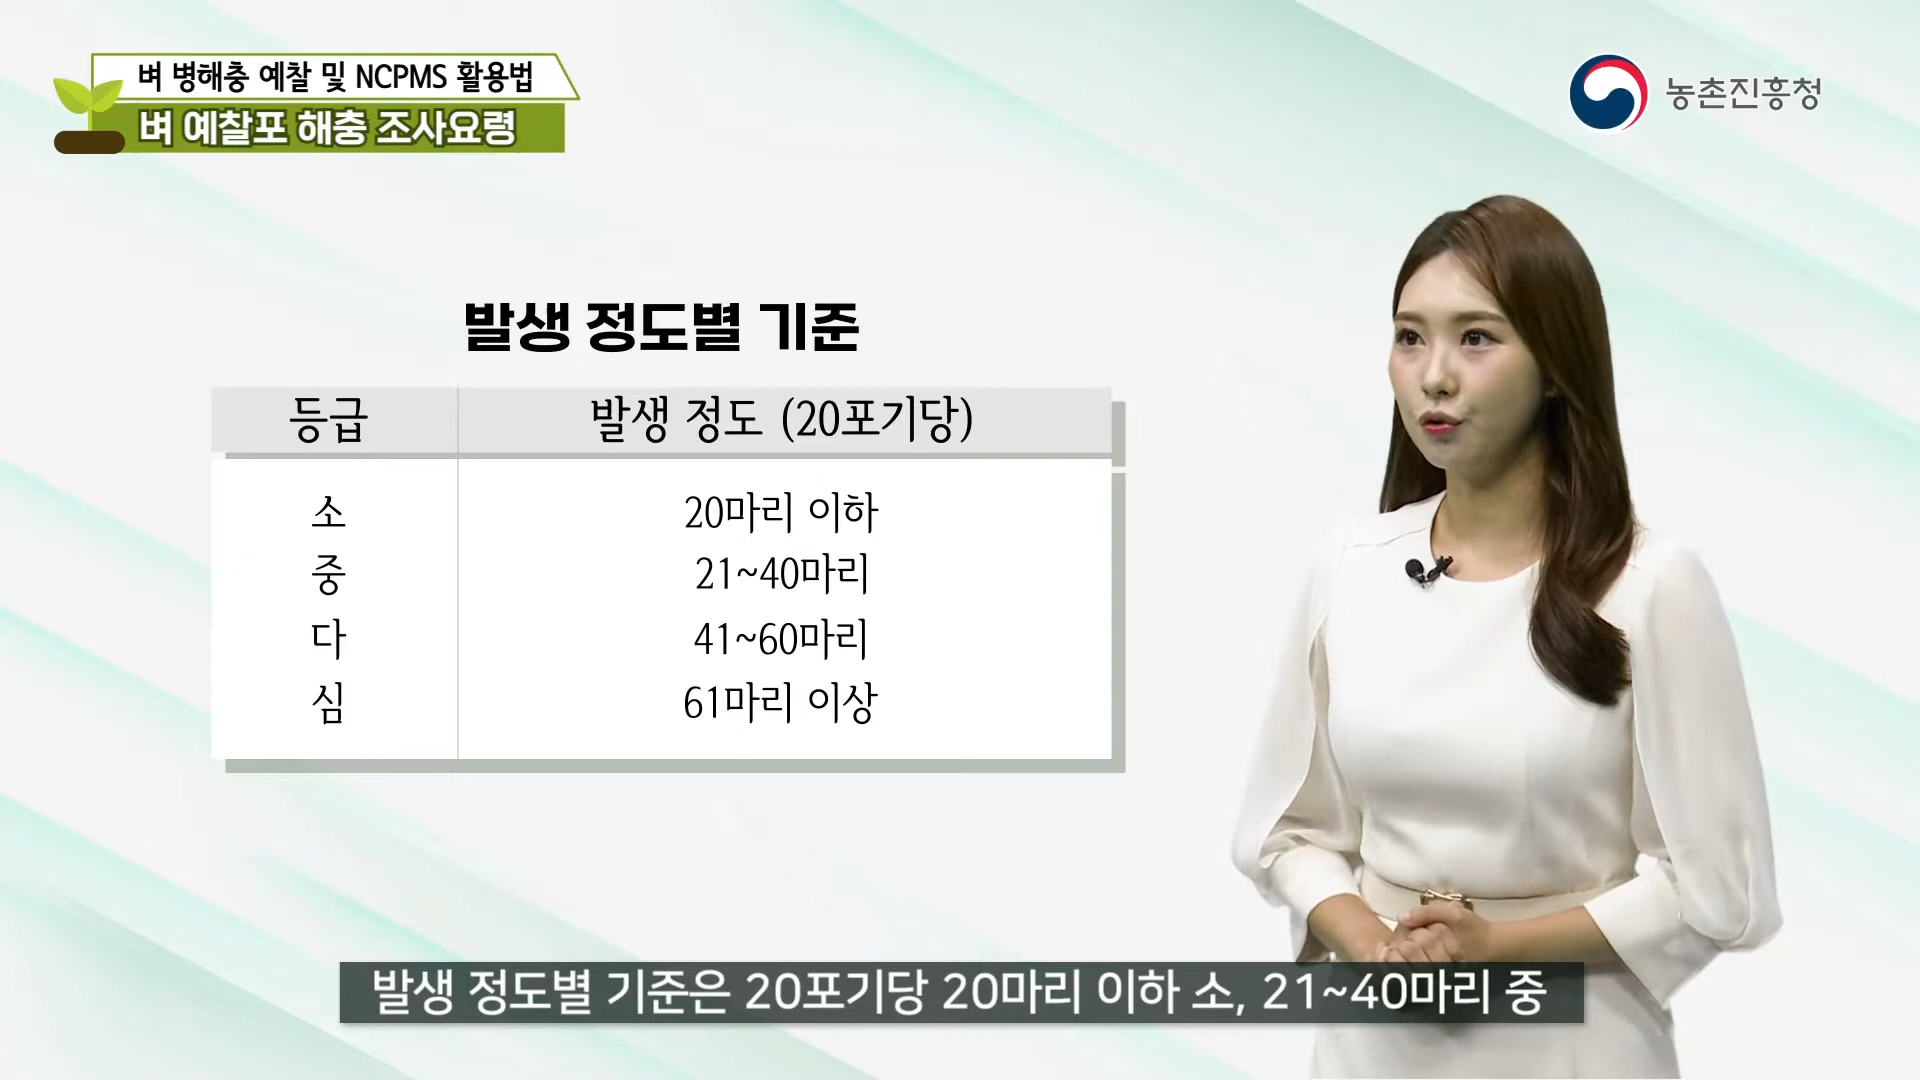 벼 병해충 예찰 및 NCPMS 활용법
벼 예찰포 해충 조사요령
농촌진흥청
발생 정도별 기준
등급 발생 정도 (20포기당)
소 20마리 이하
중 21~40마리
다 41~60마리
심 61마리 이상
발생 정도별 기준은 20포기당 20마리 이하 소, 21~40마리 중